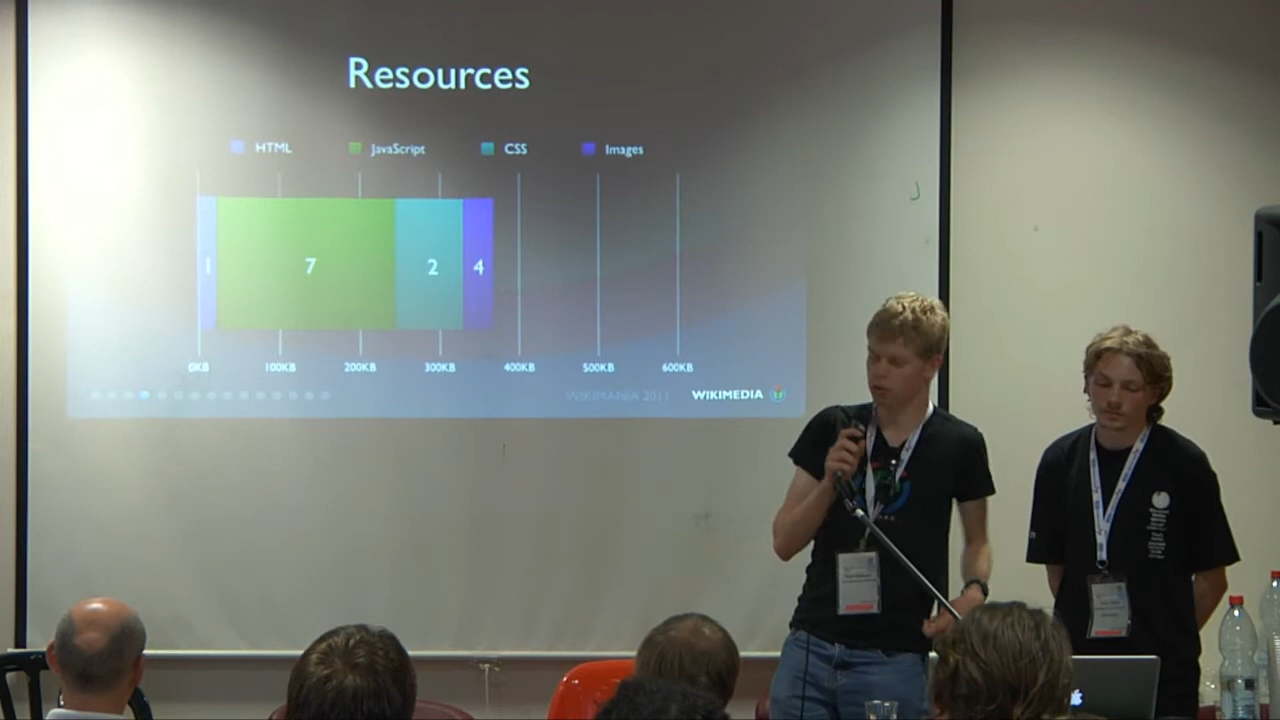 Resources
HTML JavaScript CSS Images
1 7 2 4
0KB 100KB 200KB 300KB 400KB 500KB 600KB
WIKIMANIA 2011 WIKIMEDIA